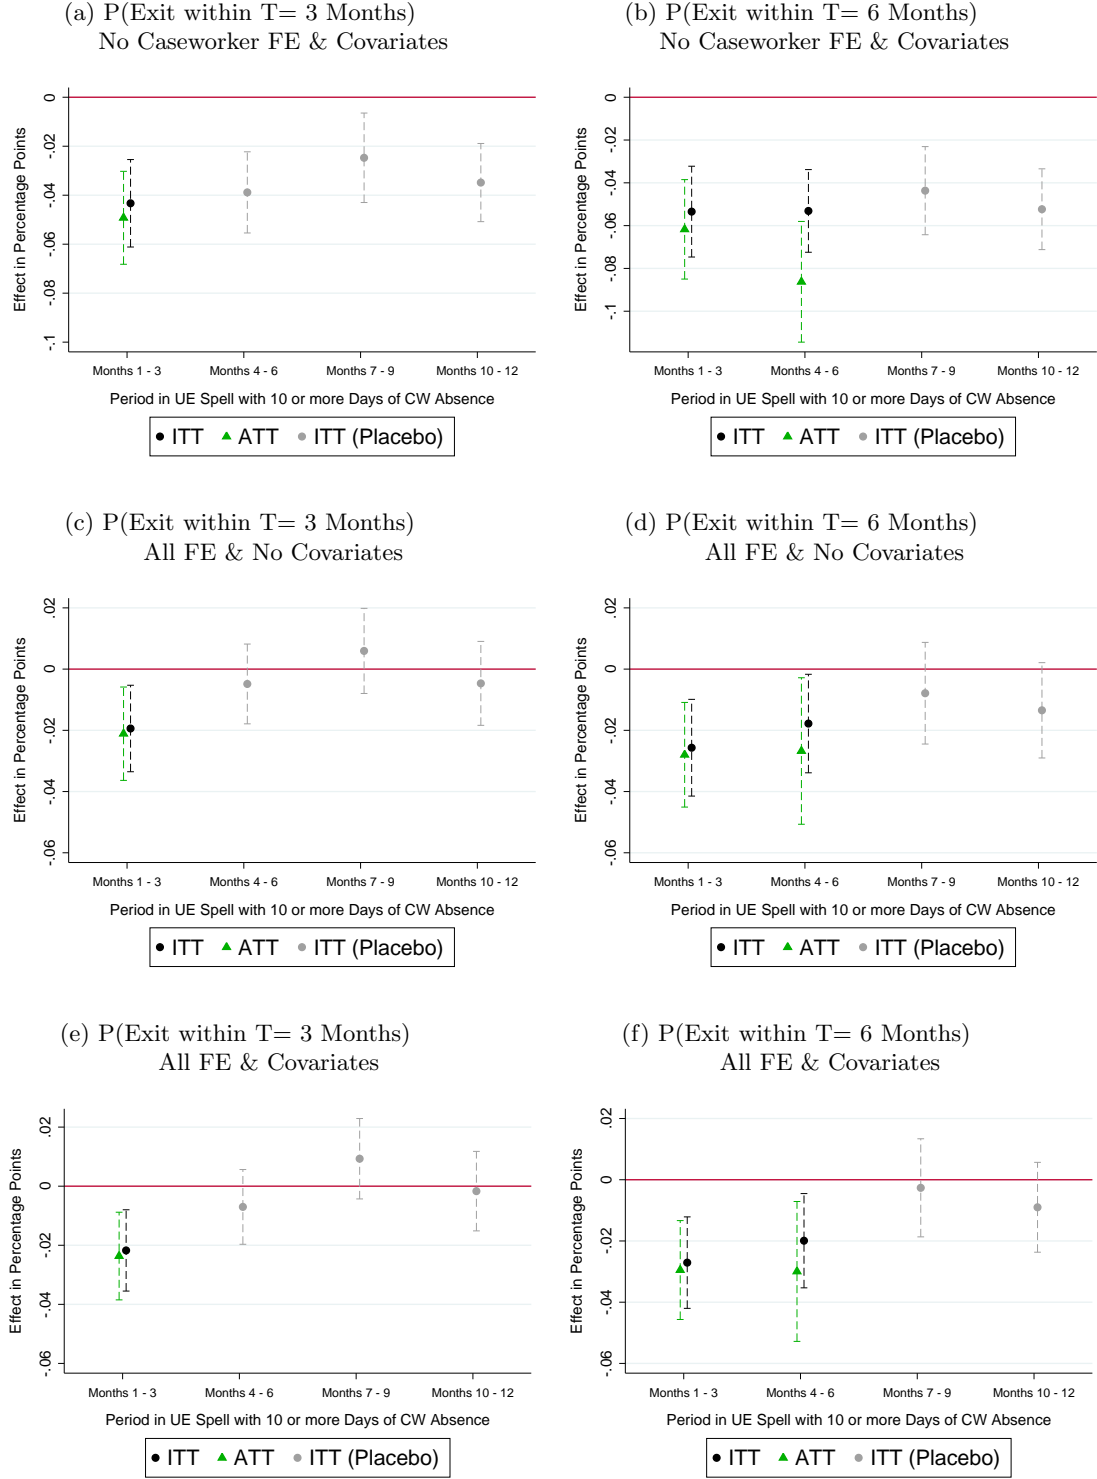 (a) P(Exit within T= 3 Months)
No Caseworker FE & Covariates
0
-.02
-.04
-.06
-.08
-.1
Effect in Percentage Points
Months 1 - 3
Months 4 - 6
Months 7 - 9
Months 10 - 12
Period in UE Spell with 10 or more Days of CW Absence
ITT ATT ITT (Placebo)
(b) P(Exit within T= 6 Months)
No Caseworker FE & Covariates
0
-.02
-.04
-.06
-.08
-.1
Effect in Percentage Points
Months 1 - 3
Months 4 - 6
Months 7 - 9
Months 10 - 12
Period in UE Spell with 10 or more Days of CW Absence
ITT ATT ITT (Placebo)
(c) P(Exit within T= 3 Months)
All FE & No Covariates
.02
0
-.02
-.04
-.06
Effect in Percentage Points
Months 1 - 3
Months 4 - 6
Months 7 - 9
Months 10 - 12
Period in UE Spell with 10 or more Days of CW Absence
ITT ATT ITT (Placebo)
(d) P(Exit within T= 6 Months)
All FE & No Covariates
.02
0
-.02
-.04
-.06
Effect in Percentage Points
Months 1 - 3
Months 4 - 6
Months 7 - 9
Months 10 - 12
Period in UE Spell with 10 or more Days of CW Absence
ITT ATT ITT (Placebo)
(e) P(Exit within T= 3 Months)
All FE & Covariates
.02
0
-.02
-.04
-.06
Effect in Percentage Points
Months 1 - 3
Months 4 - 6
Months 7 - 9
Months 10 - 12
Period in UE Spell with 10 or more Days of CW Absence
ITT ATT ITT (Placebo)
(f) P(Exit within T= 6 Months)
All FE & Covariates
.02
0
-.02
-.04
-.06
Effect in Percentage Points
Months 1 - 3
Months 4 - 6
Months 7 - 9
Months 10 - 12
Period in UE Spell with 10 or more Days of CW Absence
ITT ATT ITT (Placebo)